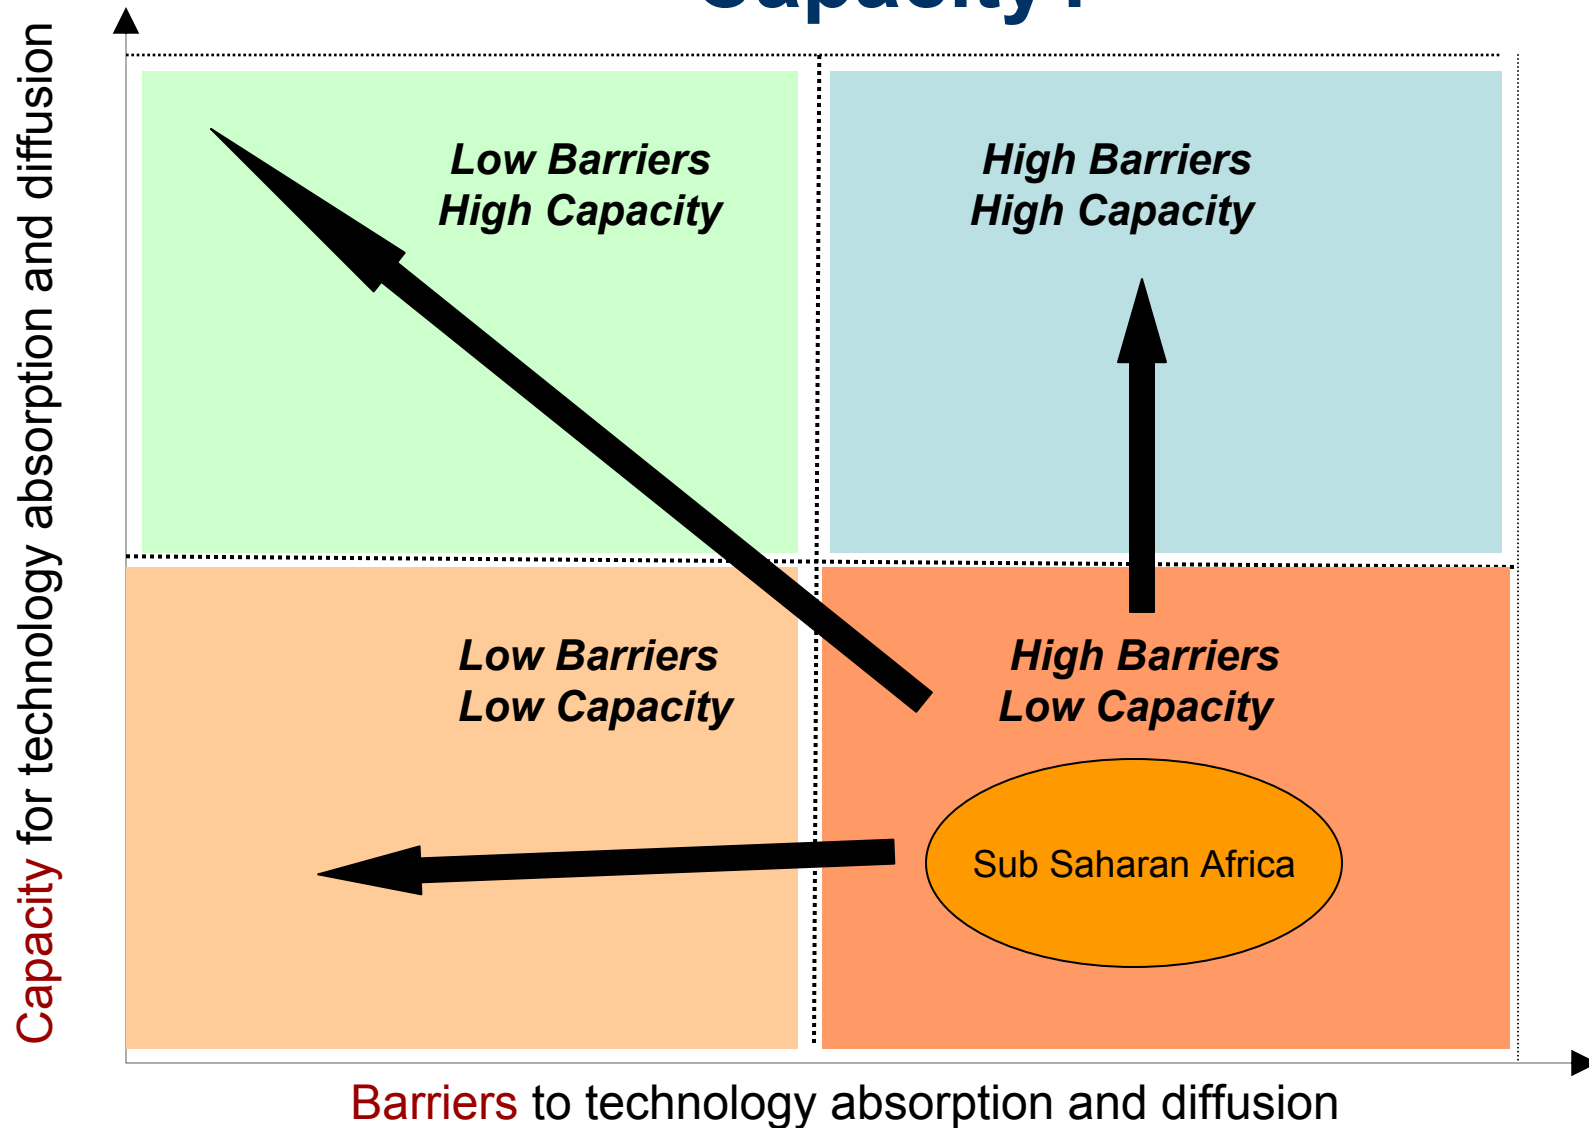 Capacity?
Capacity for technology absorption and diffusion
Low Barriers
High Capacity
High Barriers
High Capacity
Low Barriers
Low Capacity
High Barriers
Low Capacity
Sub Saharan Africa
Barriers to technology absorption and diffusion